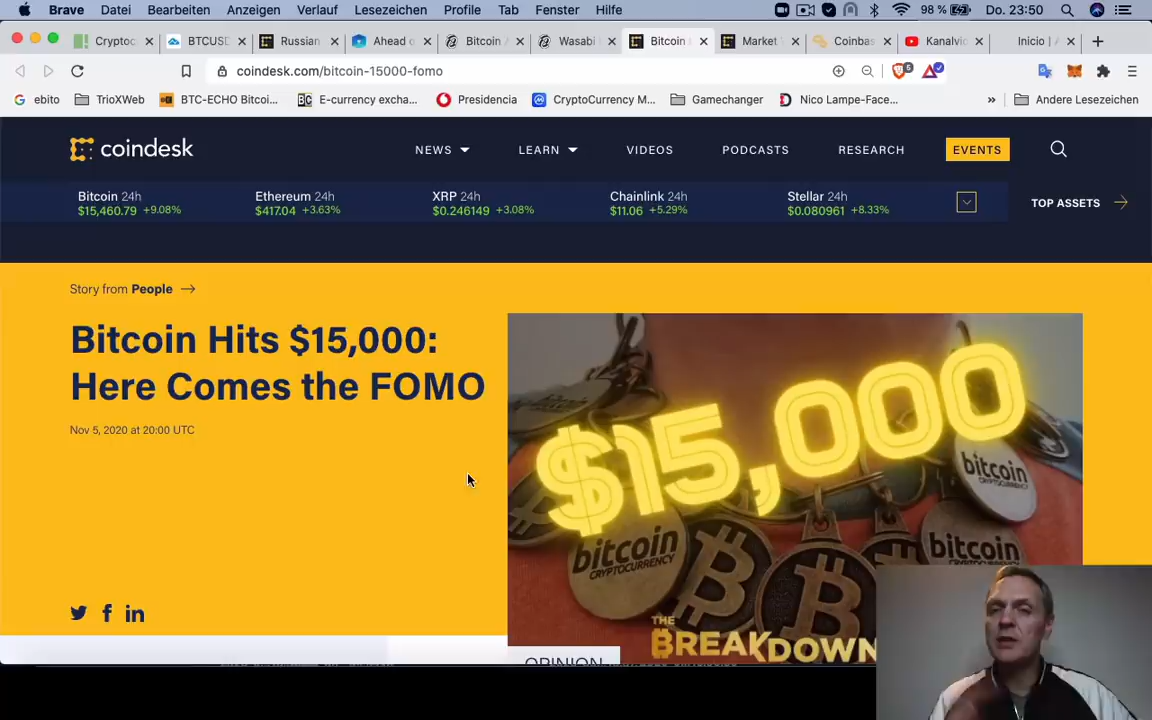 Brave Datei Bearbeiten Anzeigen Verlauf Lesezeichen Profile Tab Fenster Hilfe 98 % Do. 23:50
Cryptoc BTCUSD Russian Ahead o Bitcoin Wasabi Bitcoin Market Coinbas Kanalvi Inicio |
coindesk.com/bitcoin-15000-fomo
ebito TrioXWeb BTC-ECHO Bitcoi... E-currency excha... Presidencia CryptoCurrency M... Gamechanger Nico Lampe-Face... » Andere Lesezeichen
coindesk NEWS LEARN VIDEOS PODCASTS RESEARCH EVENTS
Bitcoin 24h Ethereum 24h XRP 24h Chainlink 24h Stellar 24h
$15,460.79 +9.08% $417.04 +3.63% $0.246149 +3.08% $11.06 +5.29% $0.080961 +8.33%
TOP ASSETS
Story from People
Bitcoin Hits $15,000:
Here Comes the FOMO
Nov 5, 2020 at 20:00 UTC
$15,000
bitcoin
CRYPTOCURRENCY
bitcoin
CRYPTOCURRENCY
bitcoin
CRYPTOCURRENCY
THE
BREAKDOWN
OPINION